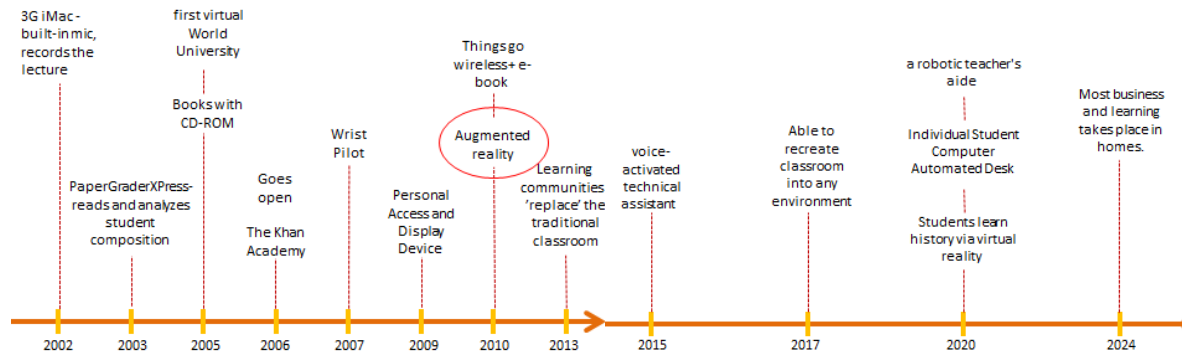 3G iMac -
built-in mic,
records the
lecture
PaperGraderXPress-
reads and analyzes
student
composition
first virtual
World
University
Books with
CD-ROM
Goes
open
The Khan
Academy
Wrist
Pilot
Personal
Access and
Display
Device
Things go
wireless+ e-
book
Augmented
reality
Learning
communities
'replace' the
traditional
classroom
voice-
activated
technical
assistant
Able to
recreate
classroom
into any
environment
a robotic teacher's
aide
Individual Student
Computer
Automated Desk
Students learn
history via virtual
reality
Most business
and learning
takes place in
homes.
2002
2003
2005
2006
2007
2009
2010
2013
2015
2017
2020
2024